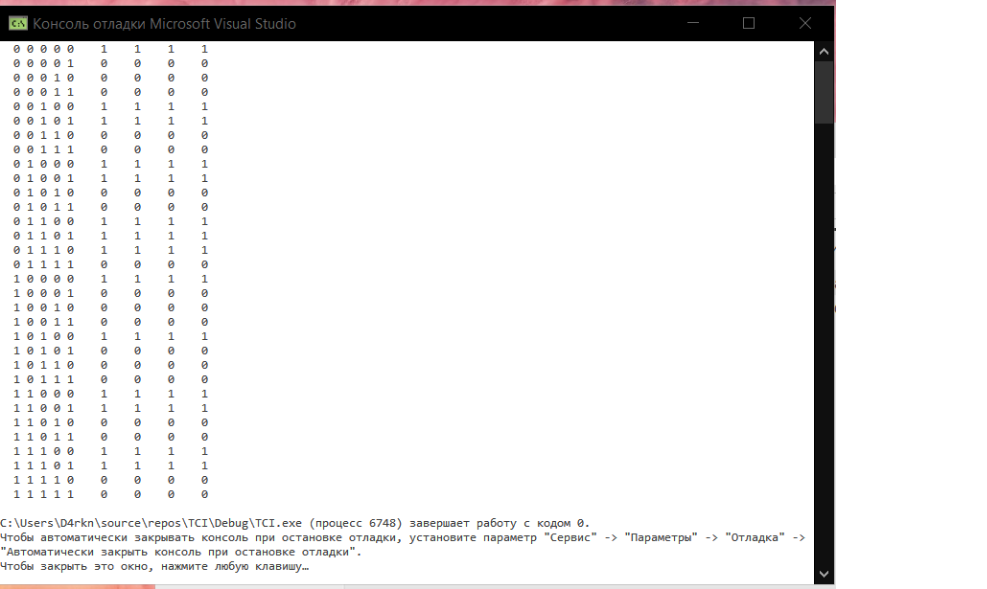 Консоль отладки Microsoft Visual Studio
0 0 0 0 0 1 1 1 1
0 0 0 0 1 0 0 0 0
0 0 0 1 0 0 0 0 0
0 0 0 1 1 0 0 0 0
0 0 1 0 0 1 1 1 1
0 0 1 0 1 1 1 1 1
0 0 1 1 0 0 0 0 0
0 0 1 1 1 0 0 0 0
0 1 0 0 0 1 1 1 1
0 1 0 0 1 1 1 1 1
0 1 0 1 0 0 0 0 0
0 1 0 1 1 0 0 0 0
0 1 1 0 0 1 1 1 1
0 1 1 0 1 1 1 1 1
0 1 1 1 0 1 1 1 1
0 1 1 1 1 0 0 0 0
1 0 0 0 0 1 1 1 1
1 0 0 0 1 0 0 0 0
1 0 0 1 0 0 0 0 0
1 0 0 1 1 0 0 0 0
1 0 1 0 0 1 1 1 1
1 0 1 0 1 0 0 0 0
1 0 1 1 0 0 0 0 0
1 0 1 1 1 0 0 0 0
1 1 0 0 0 1 1 1 1
1 1 0 0 1 1 1 1 1
1 1 0 1 0 0 0 0 0
1 1 0 1 1 0 0 0 0
1 1 1 0 0 1 1 1 1
1 1 1 0 1 1 1 1 1
1 1 1 1 0 0 0 0 0
1 1 1 1 1 0 0 0 0
C:\Users\D4rkn\source\repos\TCI\Debug\TCI.exe (процесс 6748) завершает работу с кодом 0.
Чтобы автоматически закрывать консоль при остановке отладки, установите параметр "Сервис" -> "Параметры" -> "Отладка" ->
"Автоматически закрыть консоль при остановке отладки".
Чтобы закрыть это окно, нажмите любую клавишу…